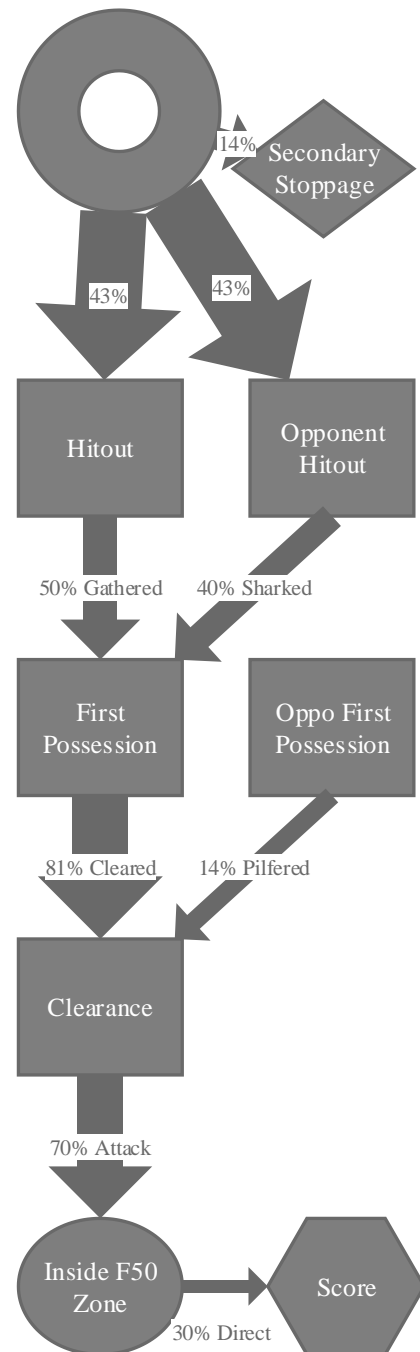 14%
Secondary
Stoppage
43%
43%
Hitout
Opponent
Hitout
50% Gathered
40% Sharked
First
Possession
Oppo First
Possession
81% Cleared
14% Pilfered
Clearance
70% Attack
Inside F50
Zone
Score
30% Direct